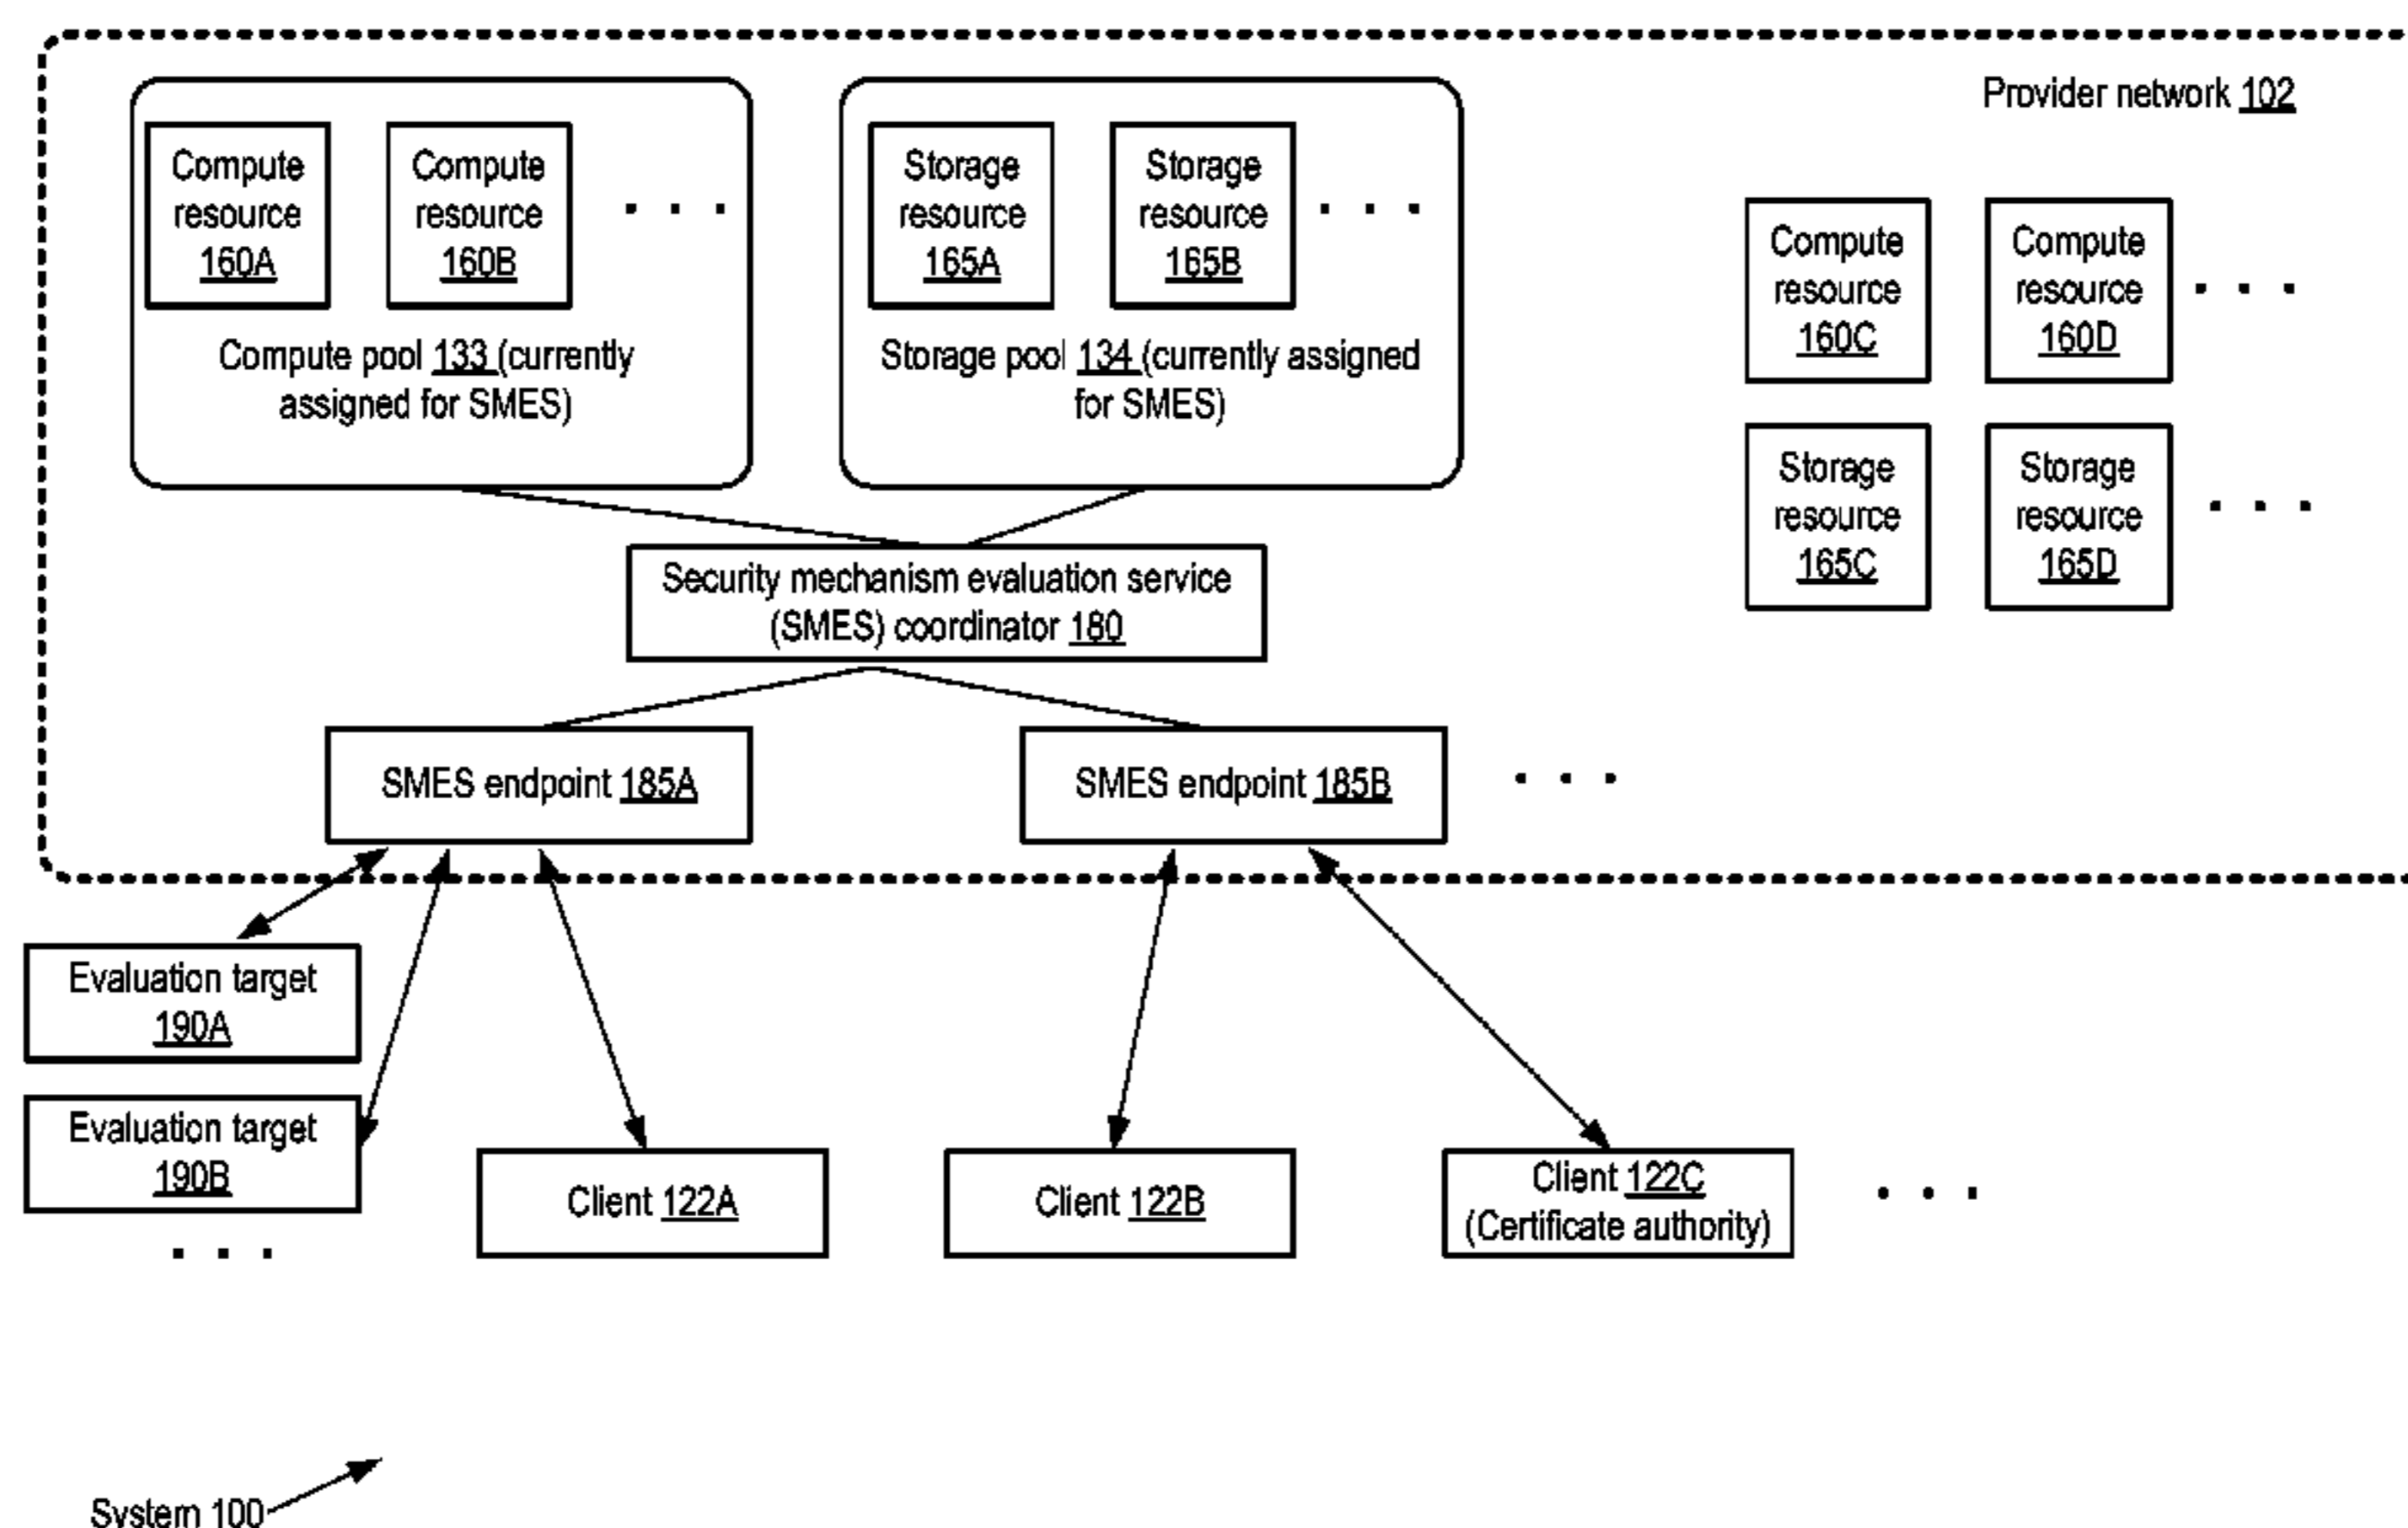 Provider network 102
Compute
resource
160A
Compute
resource
160B
. . .
Compute pool 133 (currently
assigned for SMES)
Storage
resource
165A
Storage
resource
165B
. . .
Storage pool 134 (currently assigned
for SMES)
Compute
resource
160C
Compute
resource
160D
. . .
Storage
resource
165C
Storage
resource
165D
. . .
Security mechanism evaluation service
(SMES) coordinator 180
SMES endpoint 185A
SMES endpoint 185B
. . .
Evaluation target
190A
Evaluation target
190B
. . .
Client 122A
Client 122B
Client 122C
(Certificate authority)
. . .
System 100